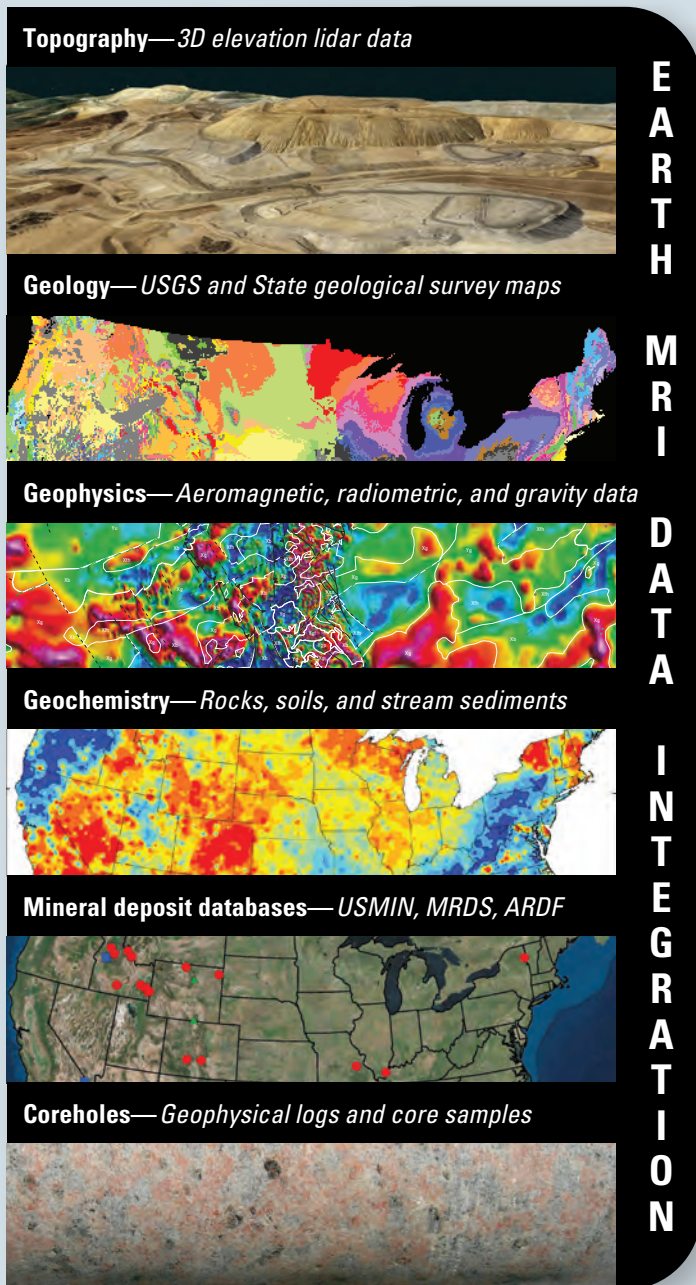 Topography—3D elevation lidar data
Geology—USGS and State geological survey maps
Geophysics—Aeromagnetic, radiometric, and gravity data
Geochemistry—Rocks, soils, and stream sediments
Mineral deposit databases—USMIN, MRDS, ARDF
Coreholes—Geophysical logs and core samples
EARTH MRI DATA INTEGRATION